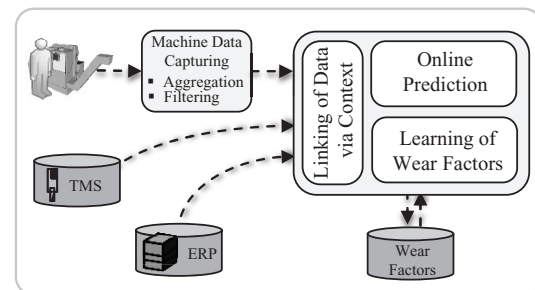 Machine Data
Capturing
▪ Aggregation
▪ Filtering
Linking of Data
via Context
Online
Prediction
Learning of
Wear Factors
TMS
ERP
Wear
Factors